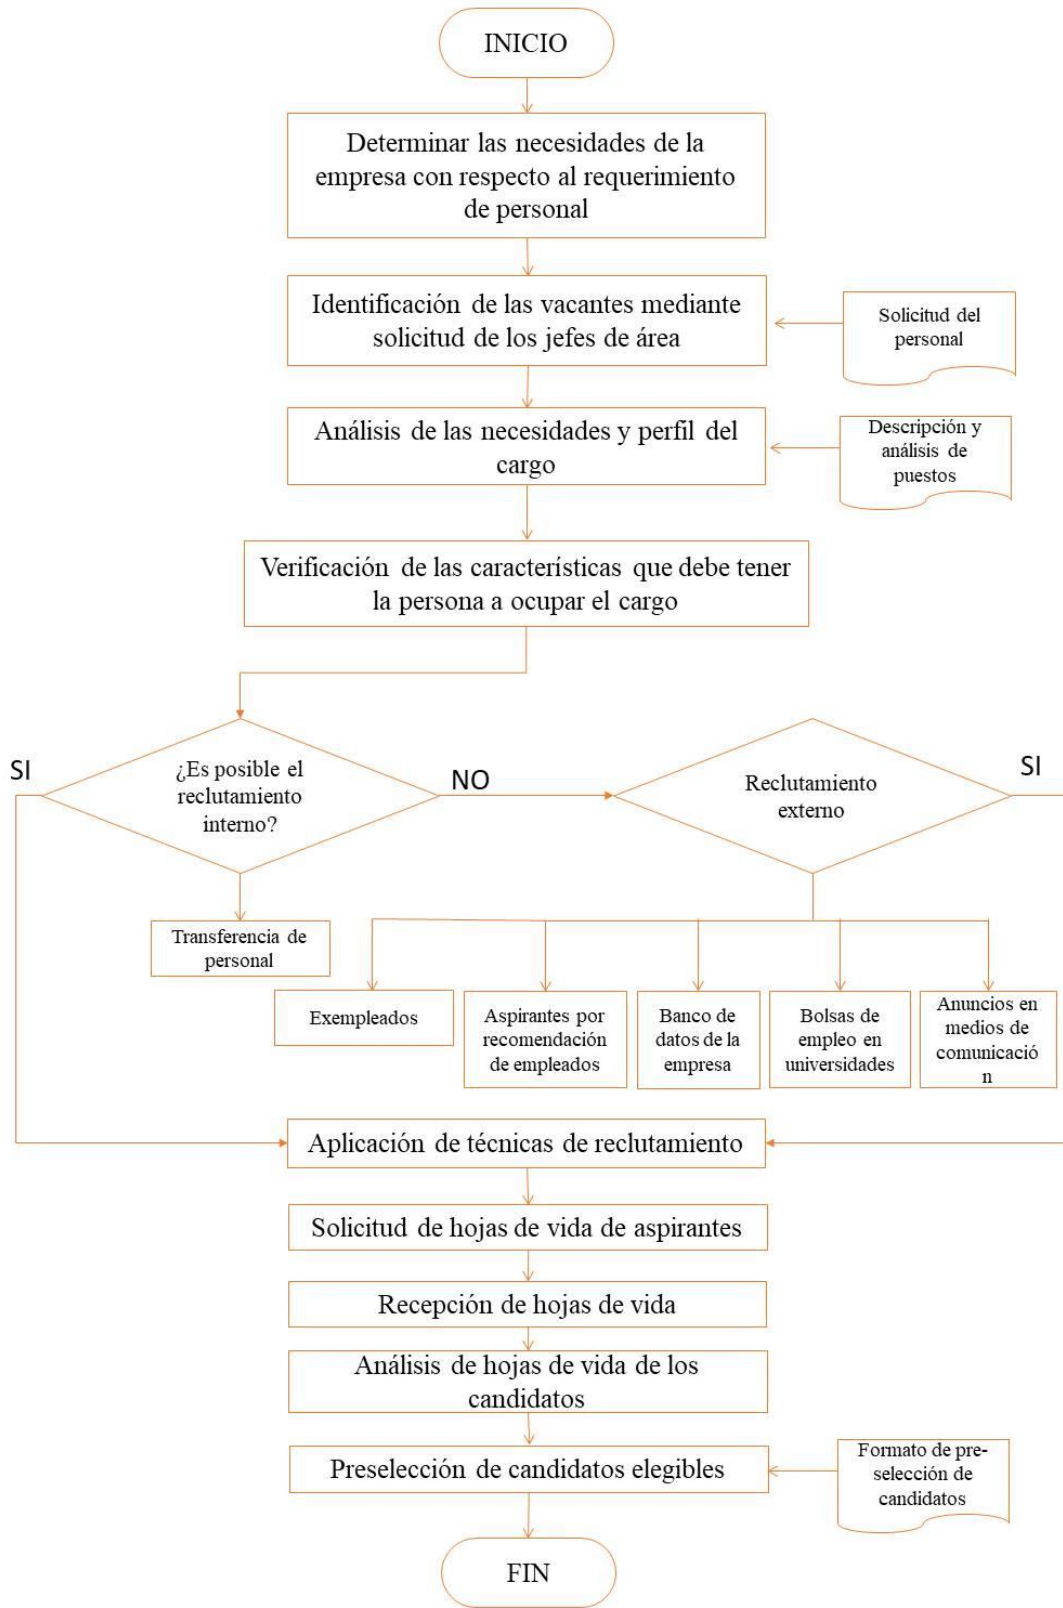 INICIO
Determinar las necesidades de la
empresa con respecto al requerimiento
de personal
Identificación de las vacantes mediante
solicitud de los jefes de área
Solicitud del
personal
Análisis de las necesidades y perfil del
cargo
Descripción y
análisis de
puestos
Verificación de las características que debe tener
la persona a ocupar el cargo
SI
¿Es posible el
reclutamiento
interno?
NO
Reclutamiento
externo
SI
Transferencia de
personal
Exempleados
Aspirantes por
recomendación
de empleados
Banco de
datos de la
empresa
Bolsas de
empleo en
universidades
Anuncios en
medios de
comunicació
n
Aplicación de técnicas de reclutamiento
Solicitud de hojas de vida de aspirantes
Recepción de hojas de vida
Análisis de hojas de vida de los
candidatos
Preselección de candidatos elegibles
Formato de pre-
selección de
candidatos
FIN